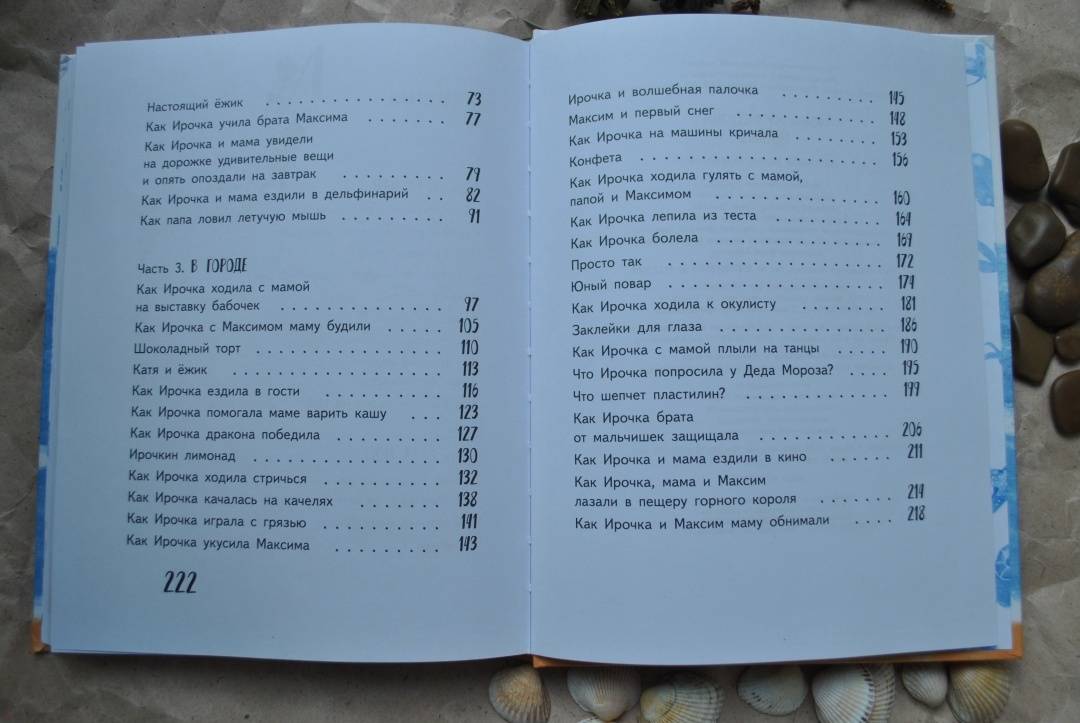 Настоящий ёжик . . . . . . . . . . . . . . . . 73
Как Ирочка учила брата Максима . . . . . . . 77
Как Ирочка и мама увидели
на дорожке удивительные вещи
и опять опоздали на завтрак . . . . . . . . . . 79
Как Ирочка и мама ездили в дельфинарий . . 82
Как папа ловил летучую мышь . . . . . . . . . 91
Часть 3. В ГОРОДЕ
Как Ирочка ходила с мамой
на выставку бабочек . . . . . . . . . . . . . . 97
Как Ирочка с Максимом маму будили . . . . . 105
Шоколадный торт . . . . . . . . . . . . . . . . 110
Катя и ёжик . . . . . . . . . . . . . . . . . . 113
Как Ирочка ездила в гости . . . . . . . . . . 116
Как Ирочка помогала маме варить кашу . . . 123
Как Ирочка дракона победила . . . . . . . . . 127
Ирочкин лимонад . . . . . . . . . . . . . . . . 130
Как Ирочка ходила стричься . . . . . . . . . . 132
Как Ирочка качалась на качелях . . . . . . . . 138
Как Ирочка играла с грязью . . . . . . . . . . 141
Как Ирочка укусила Максима . . . . . . . . . 143
222
Ирочка и волшебная палочка . . . . . . . . . 145
Максим и первый снег . . . . . . . . . . . . . 148
Как Ирочка на машины кричала . . . . . . . . 153
Конфета . . . . . . . . . . . . . . . . . . . . 156
Как Ирочка ходила гулять с мамой,
папой и Максимом . . . . . . . . . . . . . . . 160
Как Ирочка лепила из теста . . . . . . . . . . 164
Как Ирочка болела . . . . . . . . . . . . . . . 169
Просто так . . . . . . . . . . . . . . . . . . . 172
Юный повар . . . . . . . . . . . . . . . . . . 174
Как Ирочка ходила к окулисту . . . . . . . . 181
Заклейки для глаза . . . . . . . . . . . . . . . 186
Как Ирочка с мамой плыли на танцы . . . . . 190
Что Ирочка попросила у Деда Мороза? . . . . 195
Что шепчет пластилин? . . . . . . . . . . . . . 199
Как Ирочка брата
от мальчишек защищала . . . . . . . . . . . . 206
Как Ирочка и мама ездили в кино . . . . . . . 211
Как Ирочка, мама и Максим
лазали в пещеру горного короля . . . . . . . . 214
Как Ирочка и Максим маму обнимали . . . . 218